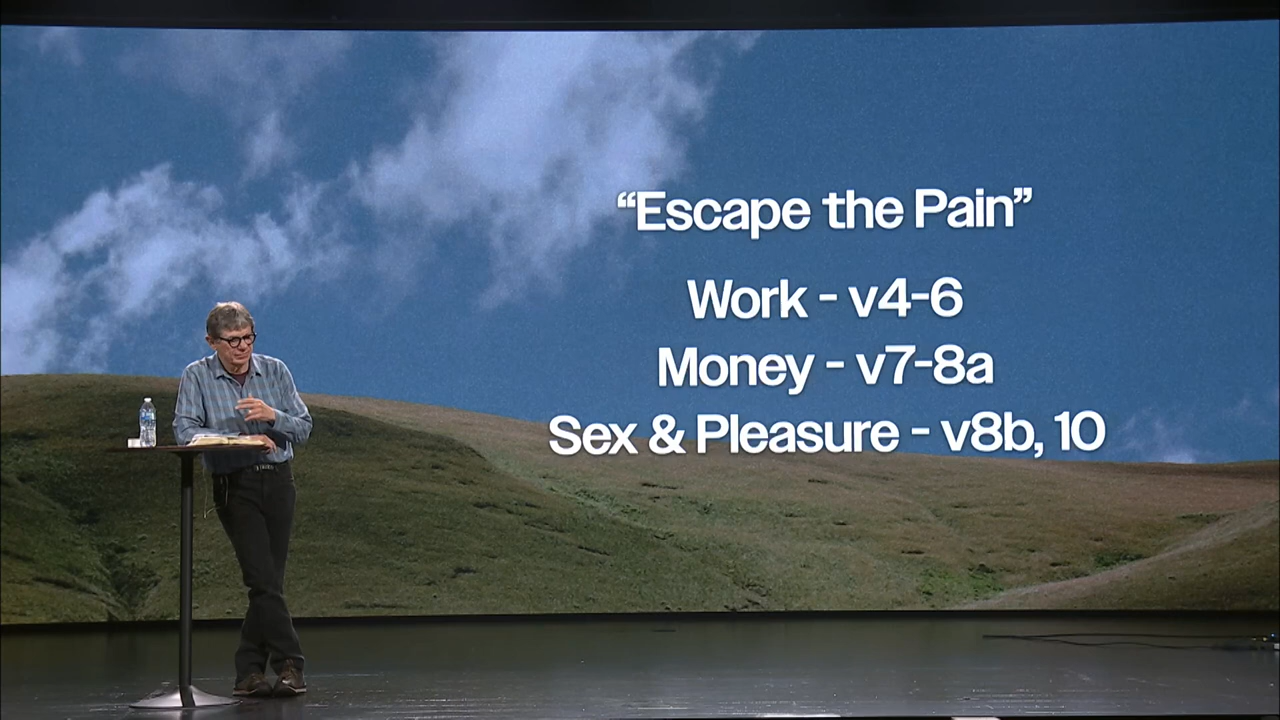 “Escape the Pain”
Work - v4-6
Money - v7-8a
Sex & Pleasure - v8b, 10